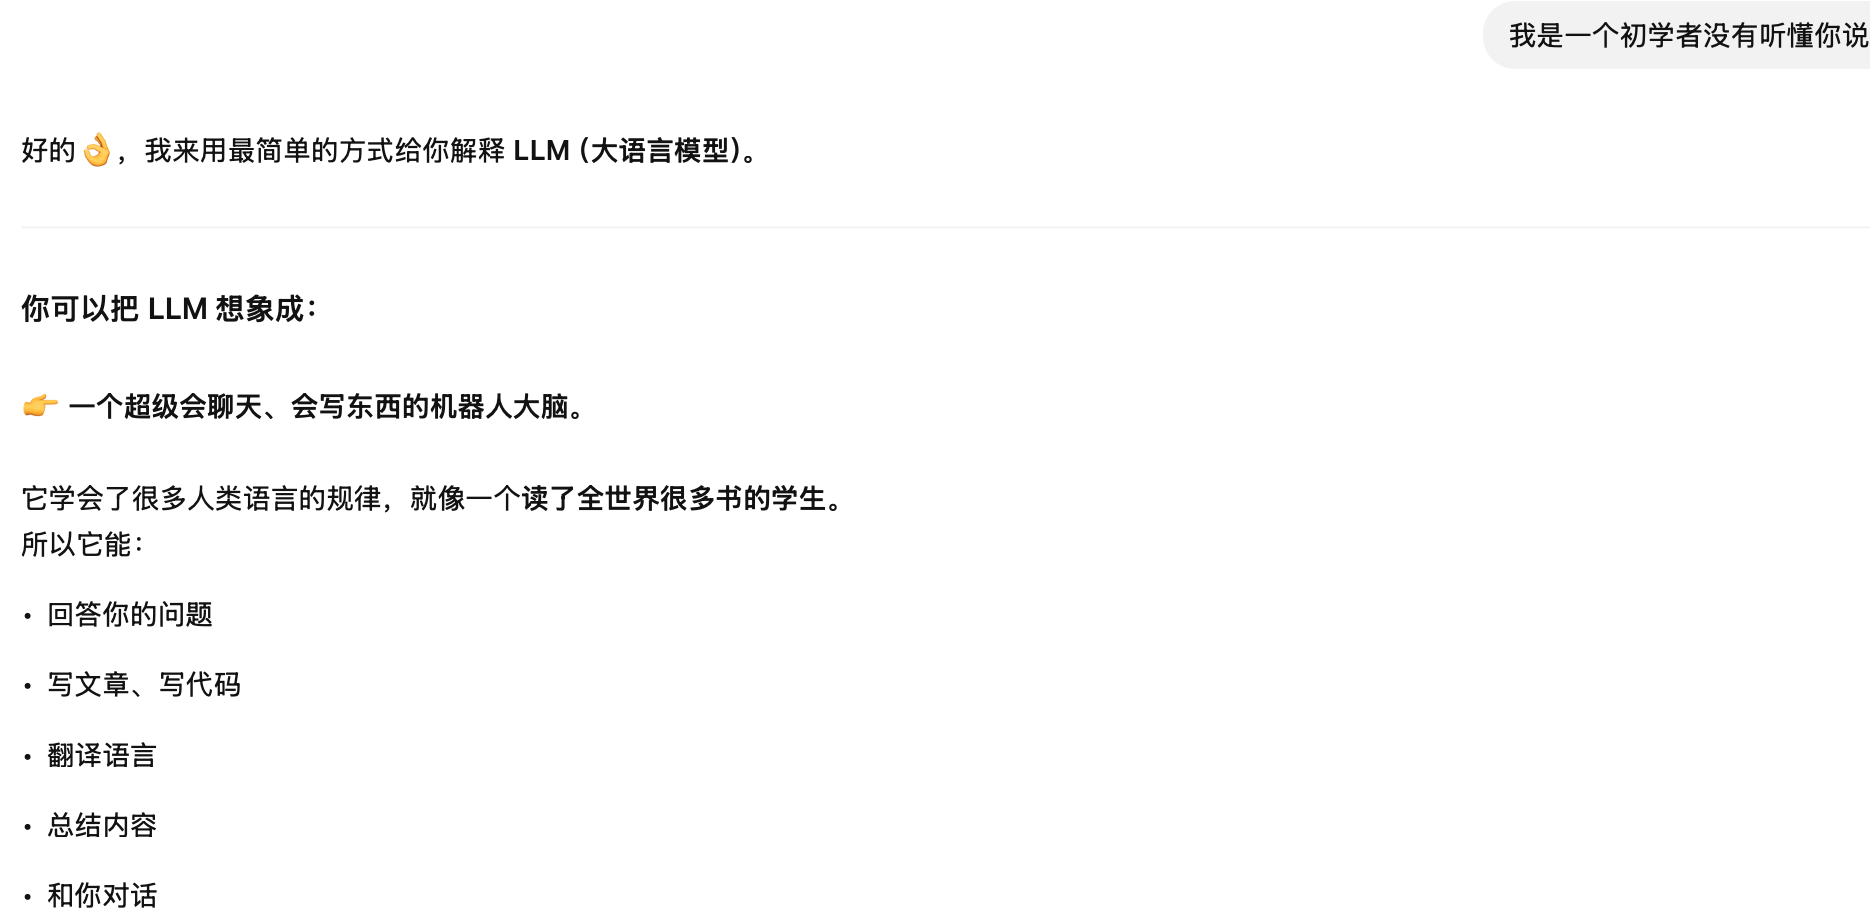 我是一个初学者没有听懂你说
好的👌，我来用最简单的方式给你解释 LLM（大语言模型）。
你可以把 LLM 想象成：
👉 一个超级会聊天、会写东西的机器人大脑。
它学会了很多人类语言的规律，就像一个读了全世界很多书的学生。
所以它能：
• 回答你的问题
• 写文章、写代码
• 翻译语言
• 总结内容
• 和你对话